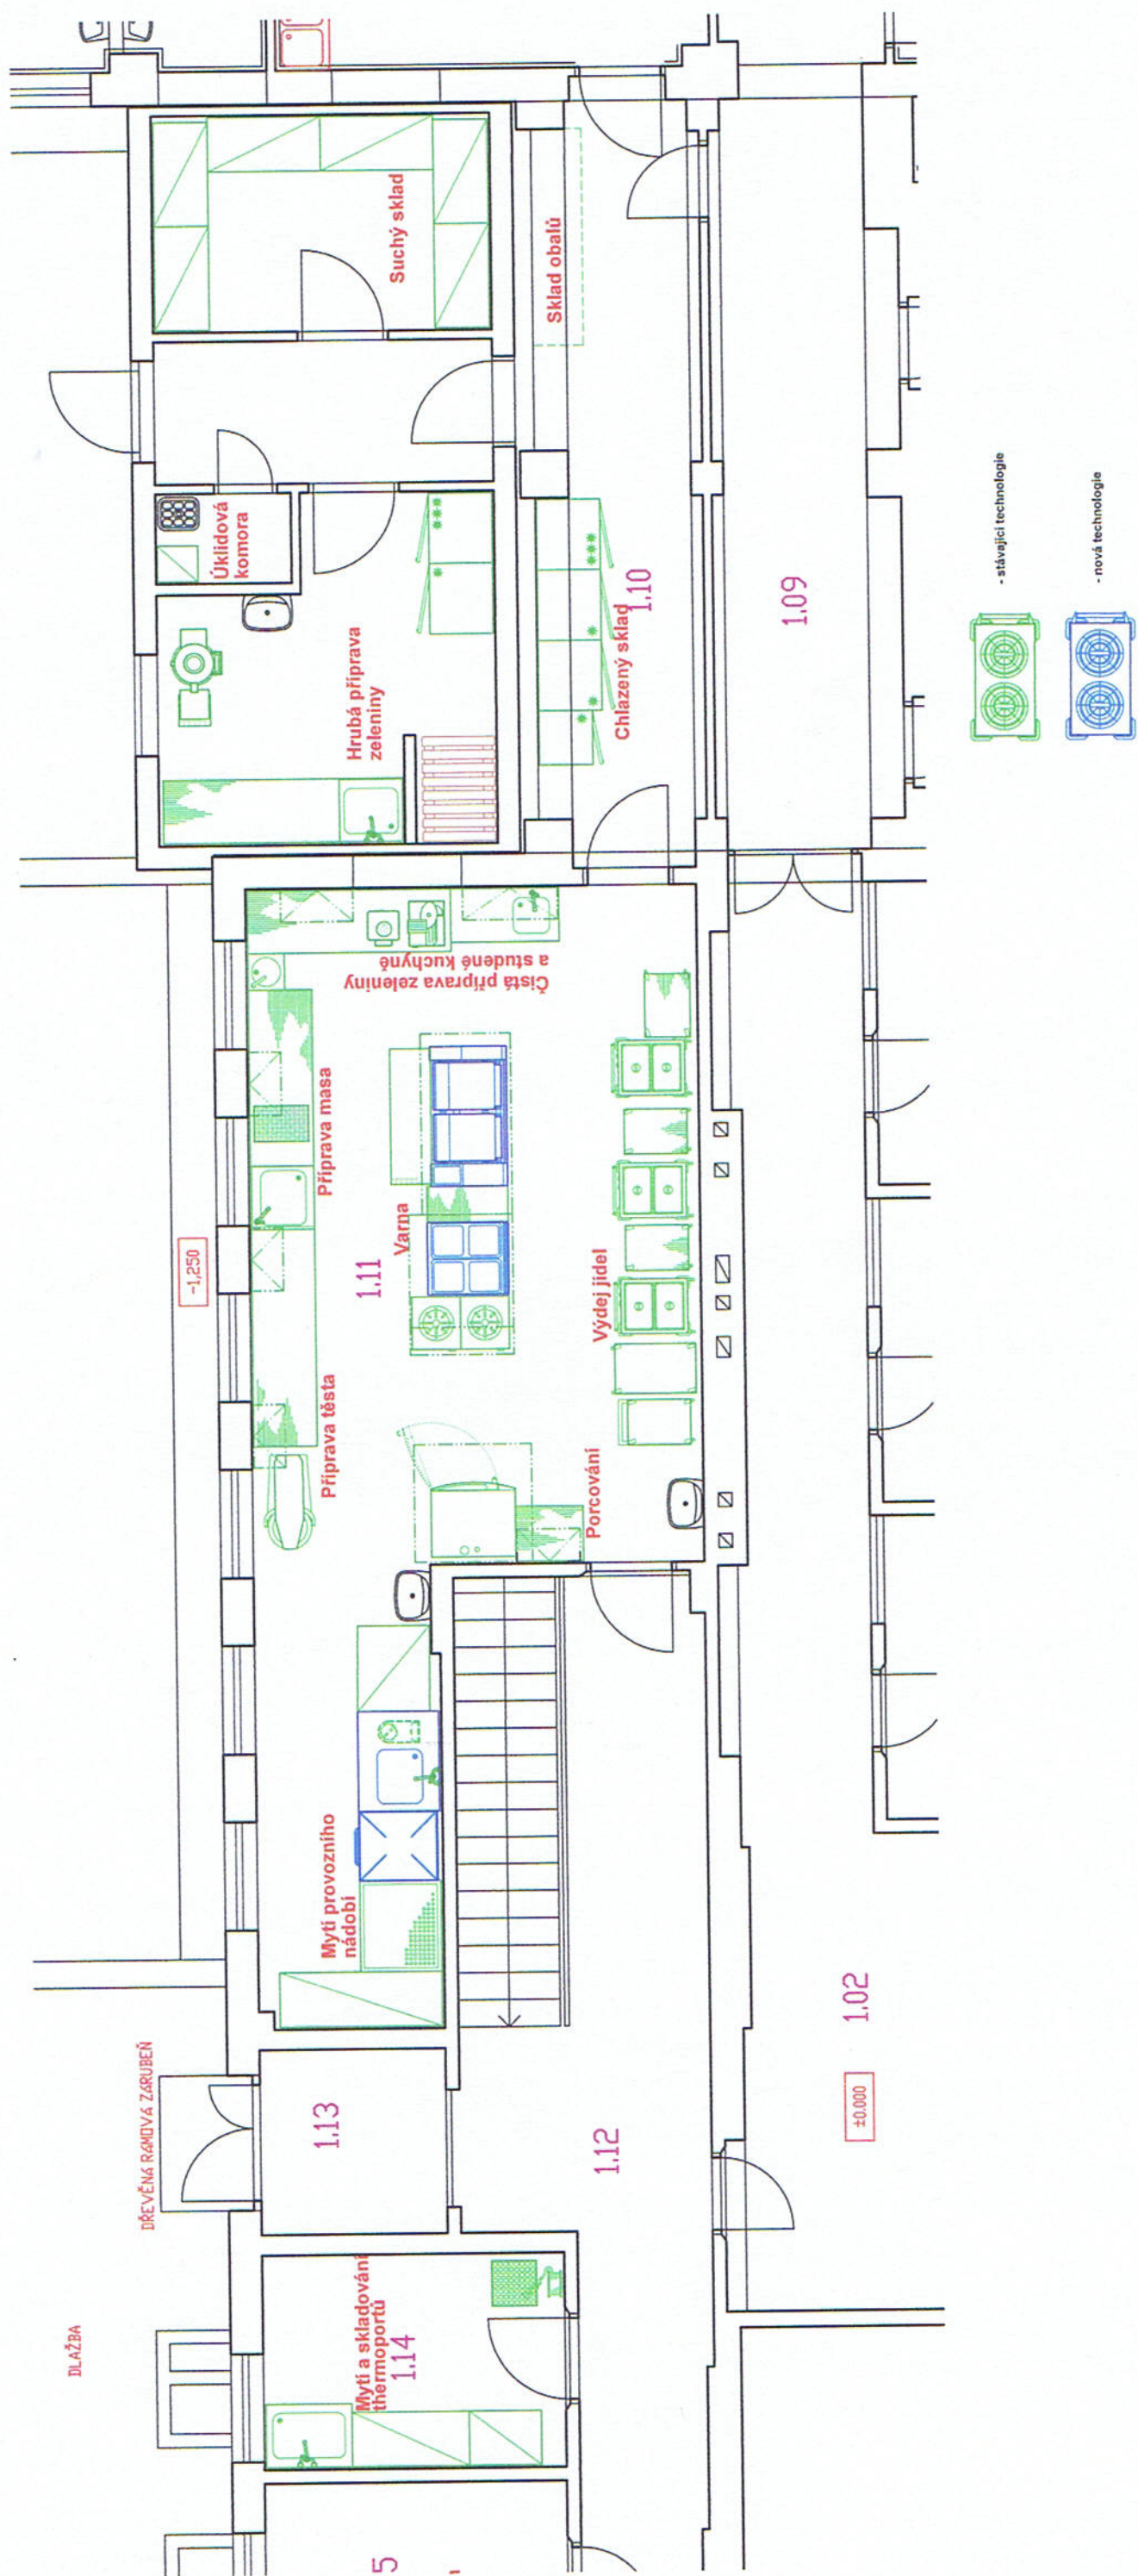 DLAŽBA
DŘEVĚNÁ RÁMOVÁ ZÁRUBEŇ
-1,250
Mytí a skladování
thermoportů
1.14
1.13
1.12
Mytí provozního
nádobí
Příprava těsta
Příprava masa
1.11
Varna
Porcování
Výdej jídel
Čistá příprava zeleniny
a studené kuchyně
Hrubá příprava
zeleniny
Úklidová
komora
Suchý sklad
Sklad obalů
Chlazený sklad
1.10
1.09
1.02
±0.000
- stávající technologie
- nová technologie
5